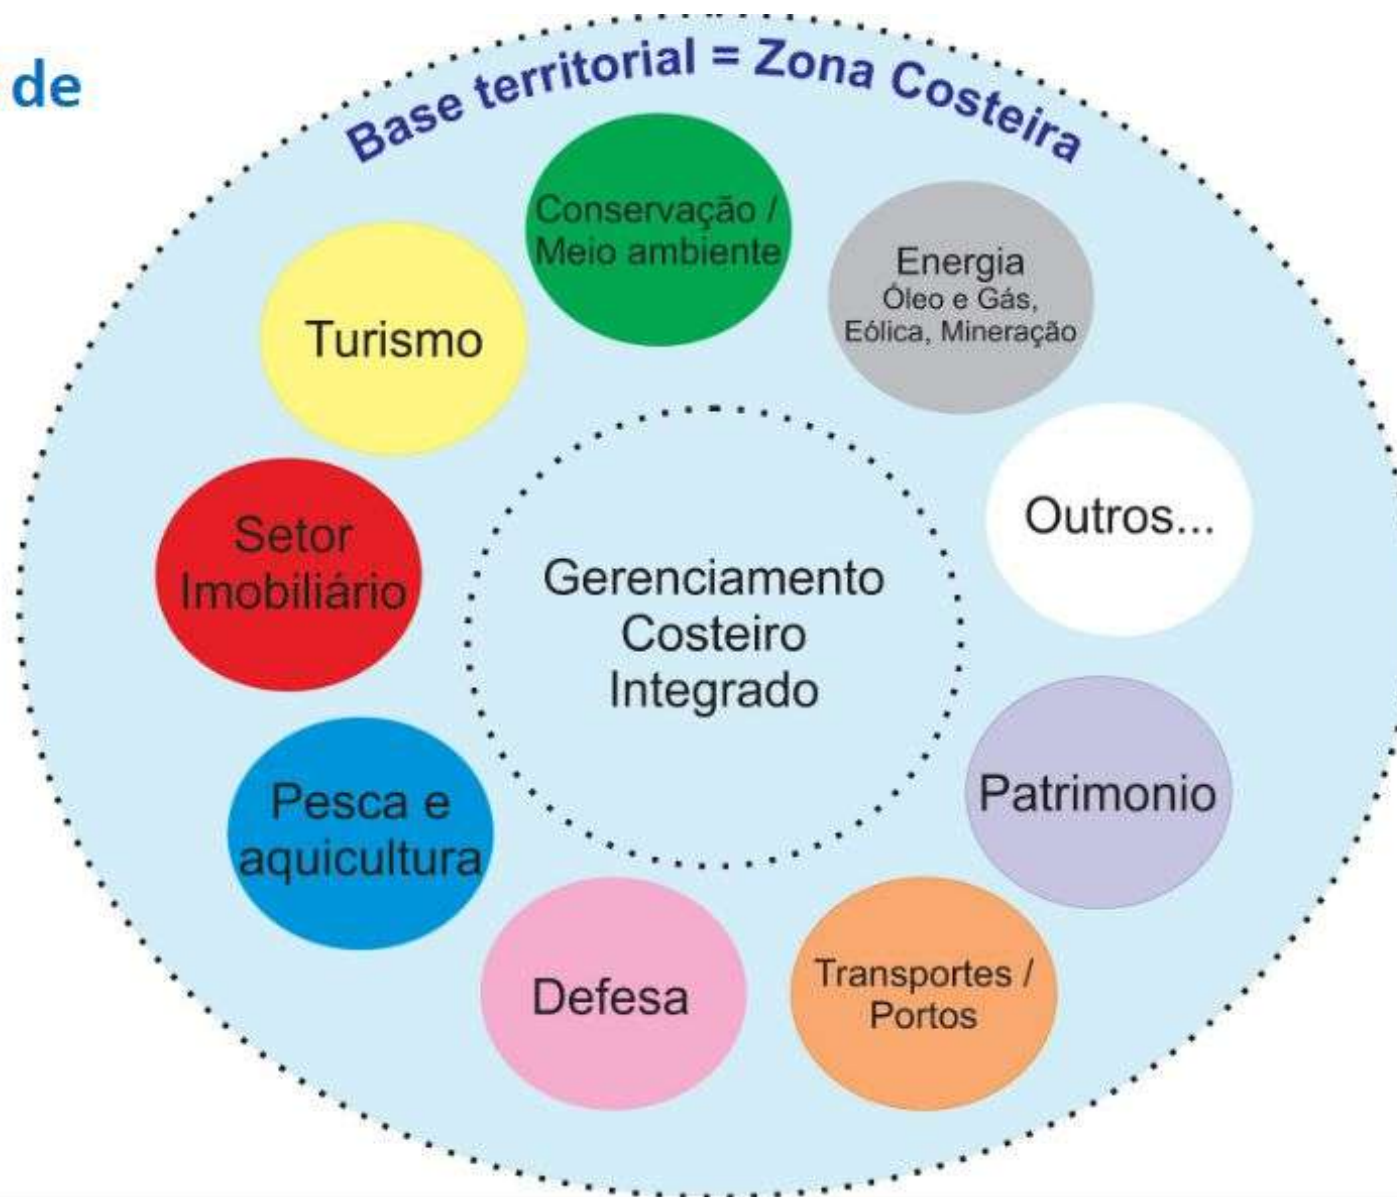 de
Base territorial = Zona Costeira
Conservação /
Meio ambiente
Energia
Óleo e Gás,
Eólica, Mineração
Turismo
Outros...
Setor
Imobiliário
Gerenciamento
Costeiro
Integrado
Patrimonio
Pesca e
aquicultura
Defesa
Transportes /
Portos